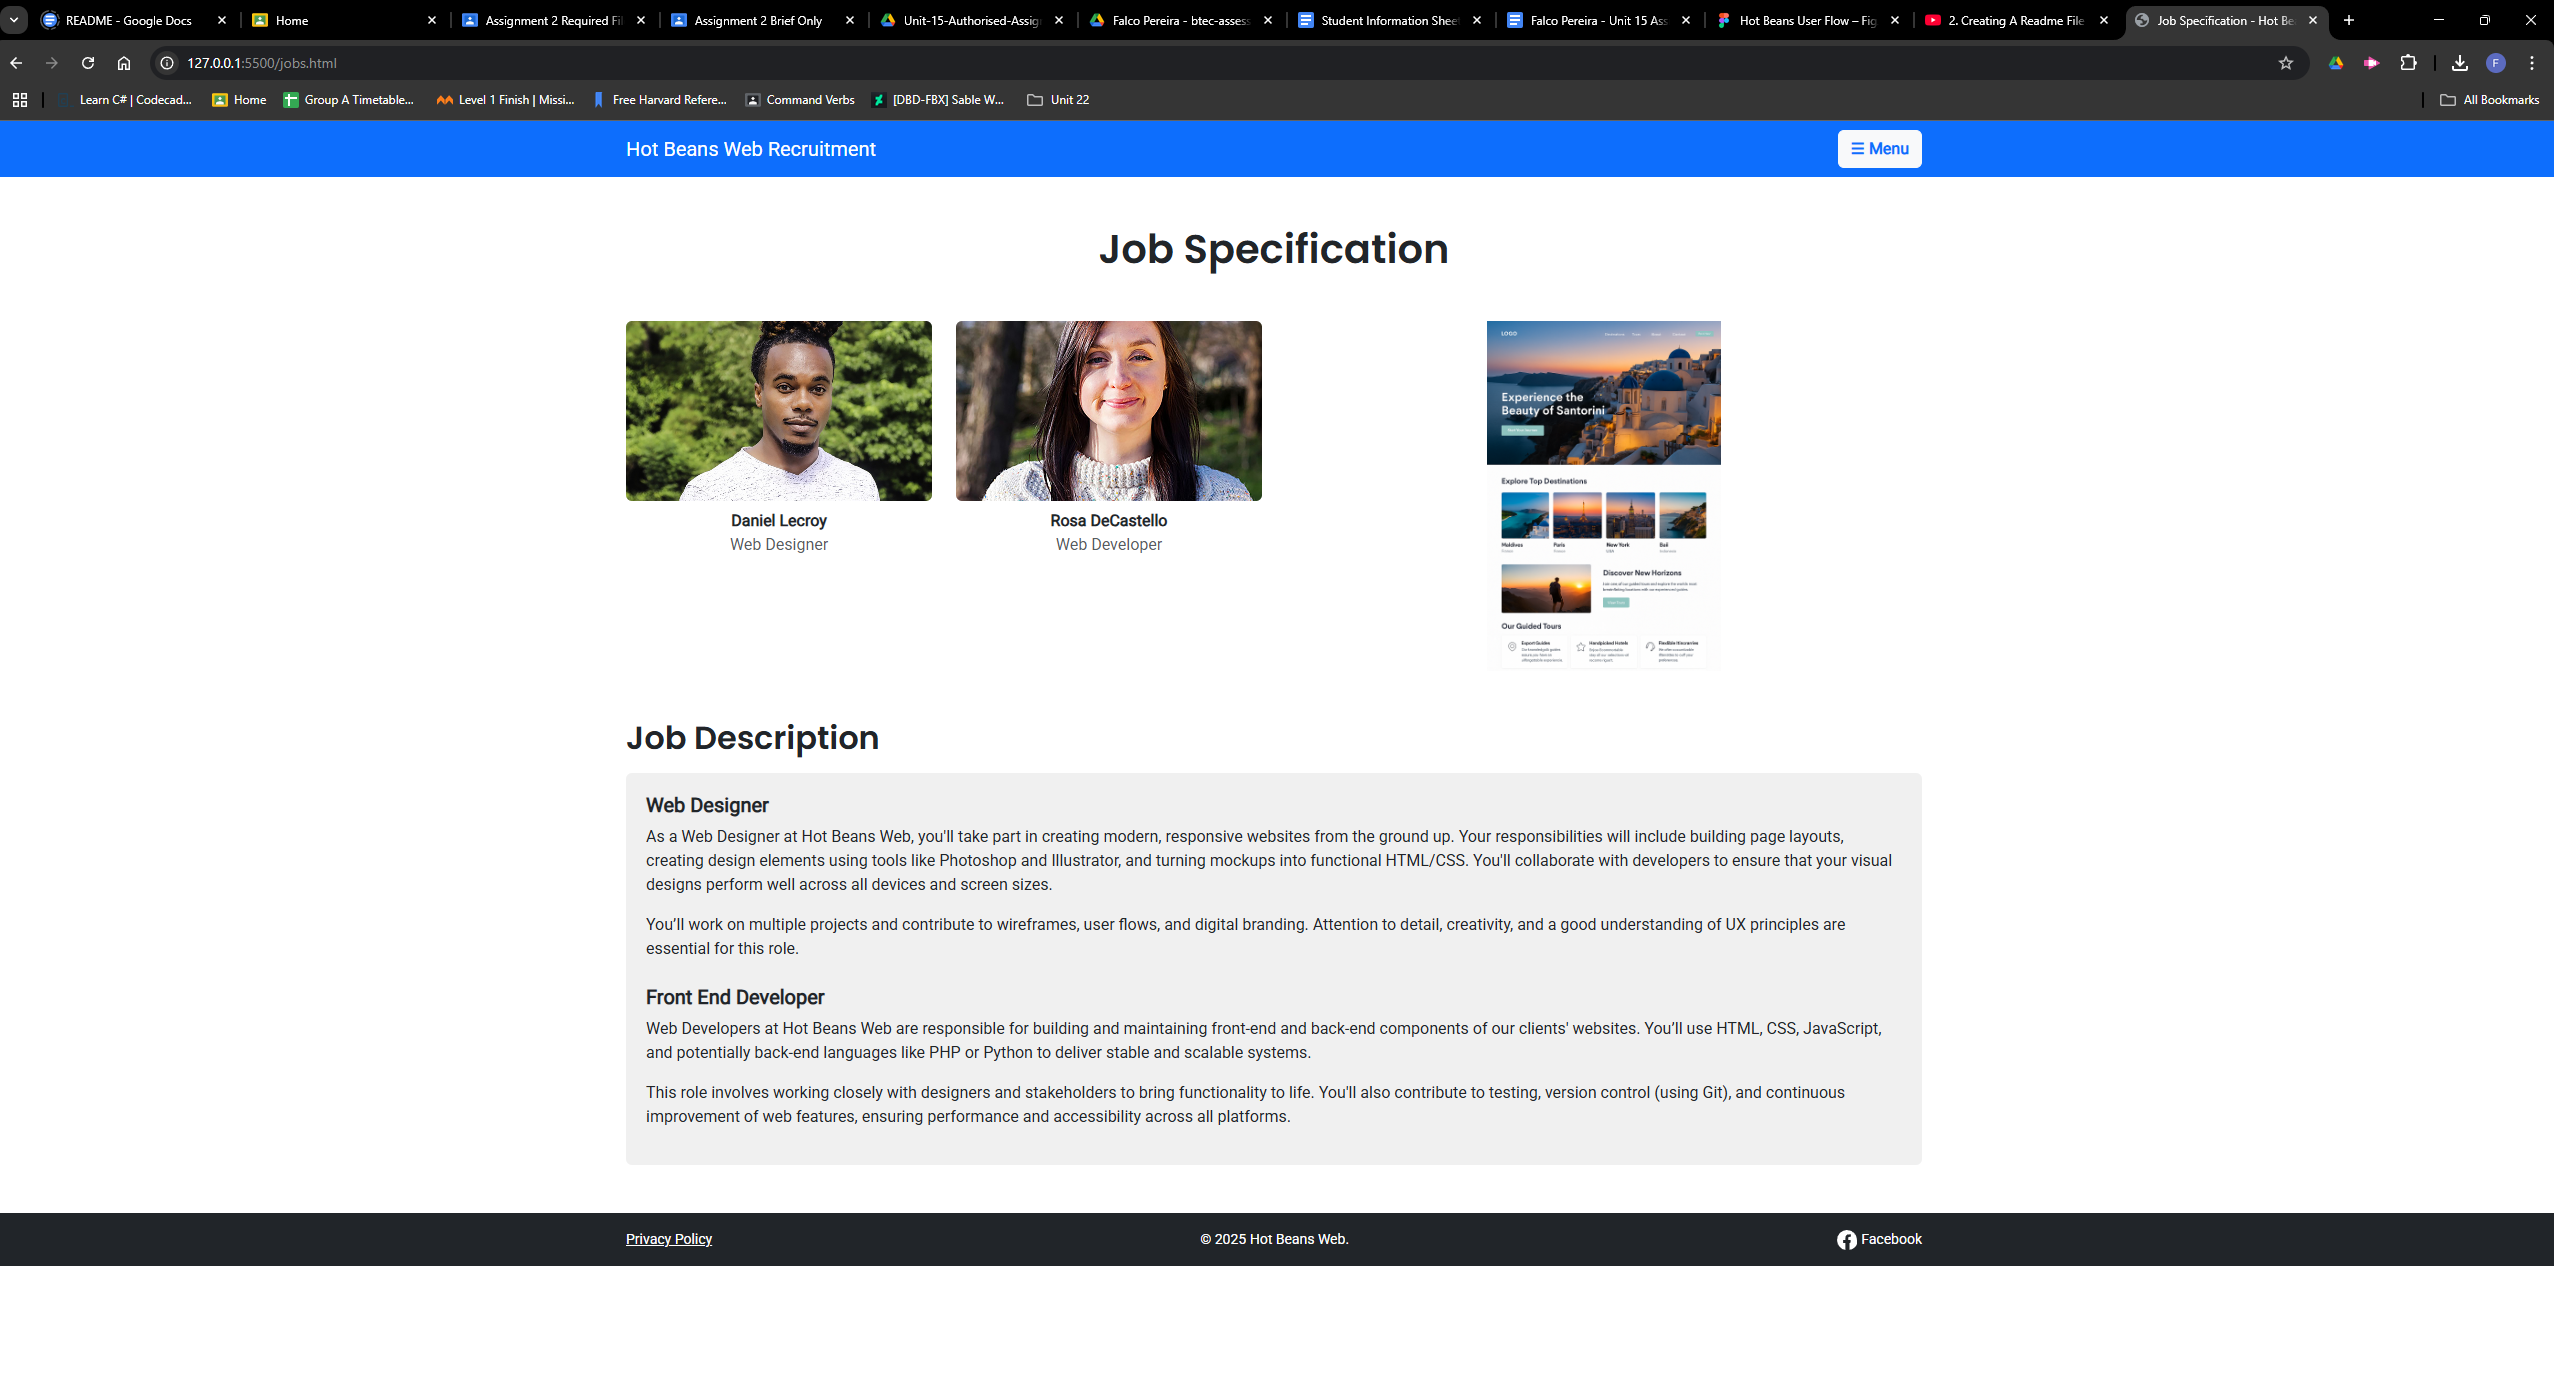 README - Google Docs
Home
Assignment 2 Required Fil
Assignment 2 Brief Only
Unit-15-Authorised-Assig
Falco Pereira - btec-assess
Student Information Sheet
Falco Pereira - Unit 15 Ass
Hot Beans User Flow – Fig
2. Creating A Readme File
Job Specification - Hot Be
127.0.0.1:5500/jobs.html
F
Learn C# | Codecad...
Home
Group A Timetable...
Level 1 Finish | Missi...
Free Harvard Refere...
Command Verbs
[DBD-FBX] Sable W...
Unit 22
All Bookmarks
Hot Beans Web Recruitment
☰ Menu
Job Specification
Daniel Lecroy
Web Designer
Rosa DeCastello
Web Developer
LOGO
Experience the
Beauty of Santorini
Explore Top Destinations
Maldives
Paris
New York
USA
Bali
Discover New Horizons
Our Guided Tours
Expert Guides
Handpicked Hotels
Flexible Itineraries
Job Description
Web Designer
As a Web Designer at Hot Beans Web, you'll take part in creating modern, responsive websites from the ground up. Your responsibilities will include building page layouts,
creating design elements using tools like Photoshop and Illustrator, and turning mockups into functional HTML/CSS. You'll collaborate with developers to ensure that your visual
designs perform well across all devices and screen sizes.
You’ll work on multiple projects and contribute to wireframes, user flows, and digital branding. Attention to detail, creativity, and a good understanding of UX principles are
essential for this role.
Front End Developer
Web Developers at Hot Beans Web are responsible for building and maintaining front-end and back-end components of our clients' websites. You’ll use HTML, CSS, JavaScript,
and potentially back-end languages like PHP or Python to deliver stable and scalable systems.
This role involves working closely with designers and stakeholders to bring functionality to life. You'll also contribute to testing, version control (using Git), and continuous
improvement of web features, ensuring performance and accessibility across all platforms.
Privacy Policy
© 2025 Hot Beans Web.
Facebook